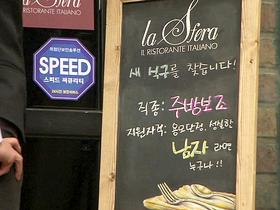 la Sfera
RISTORANTE ITALIANO
SPEED
스피드 씨큐리티
la Sfera
IL RISTORANTE ITALIANO
새 식구를 찾습니다!
직종: 주방보조
지원자격: 용모단정, 성실한
남자 라면
누구나!!